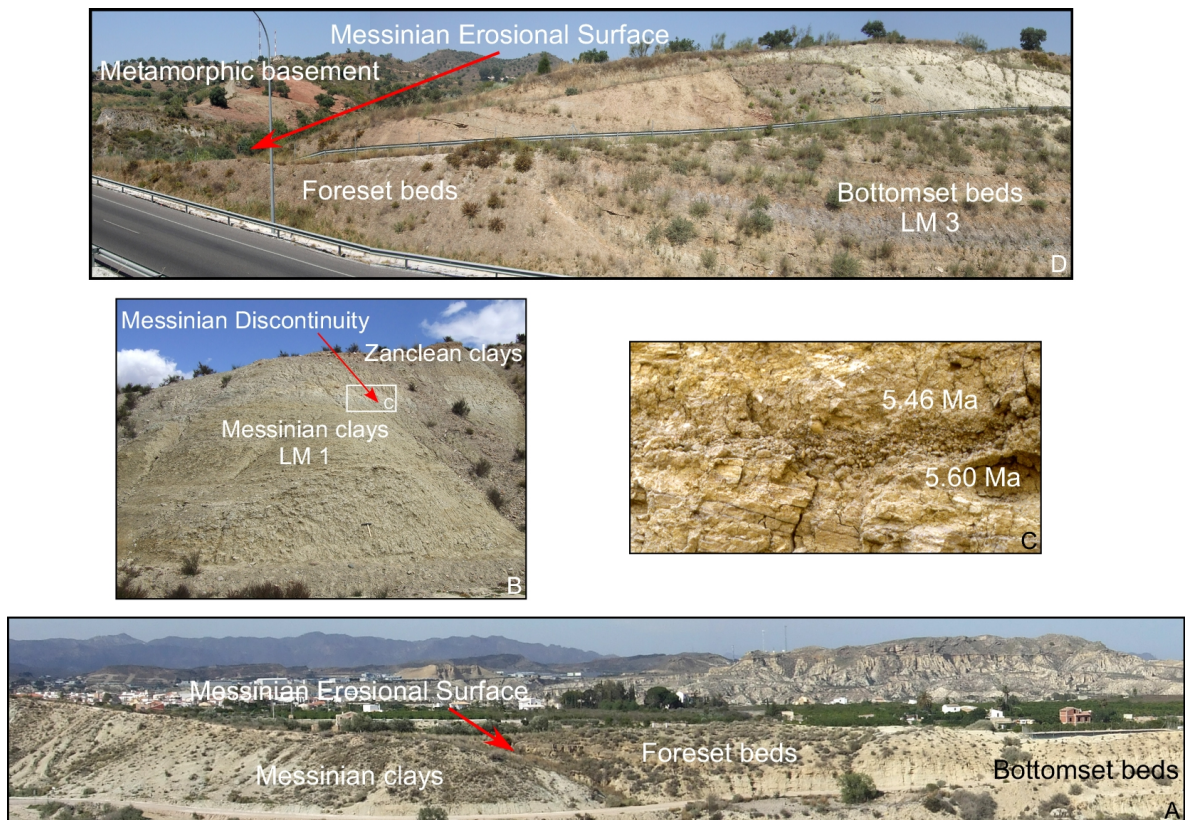 Messinian Erosional Surface
Metamorphic basement
Foreset beds
Bottomset beds
LM 3
D
Messinian Discontinuity
Zanclean clays
C
Messinian clays
LM 1
B
5.46 Ma
5.60 Ma
C
Messinian Erosional Surface
Foreset beds
Messinian clays
Bottomset beds
A